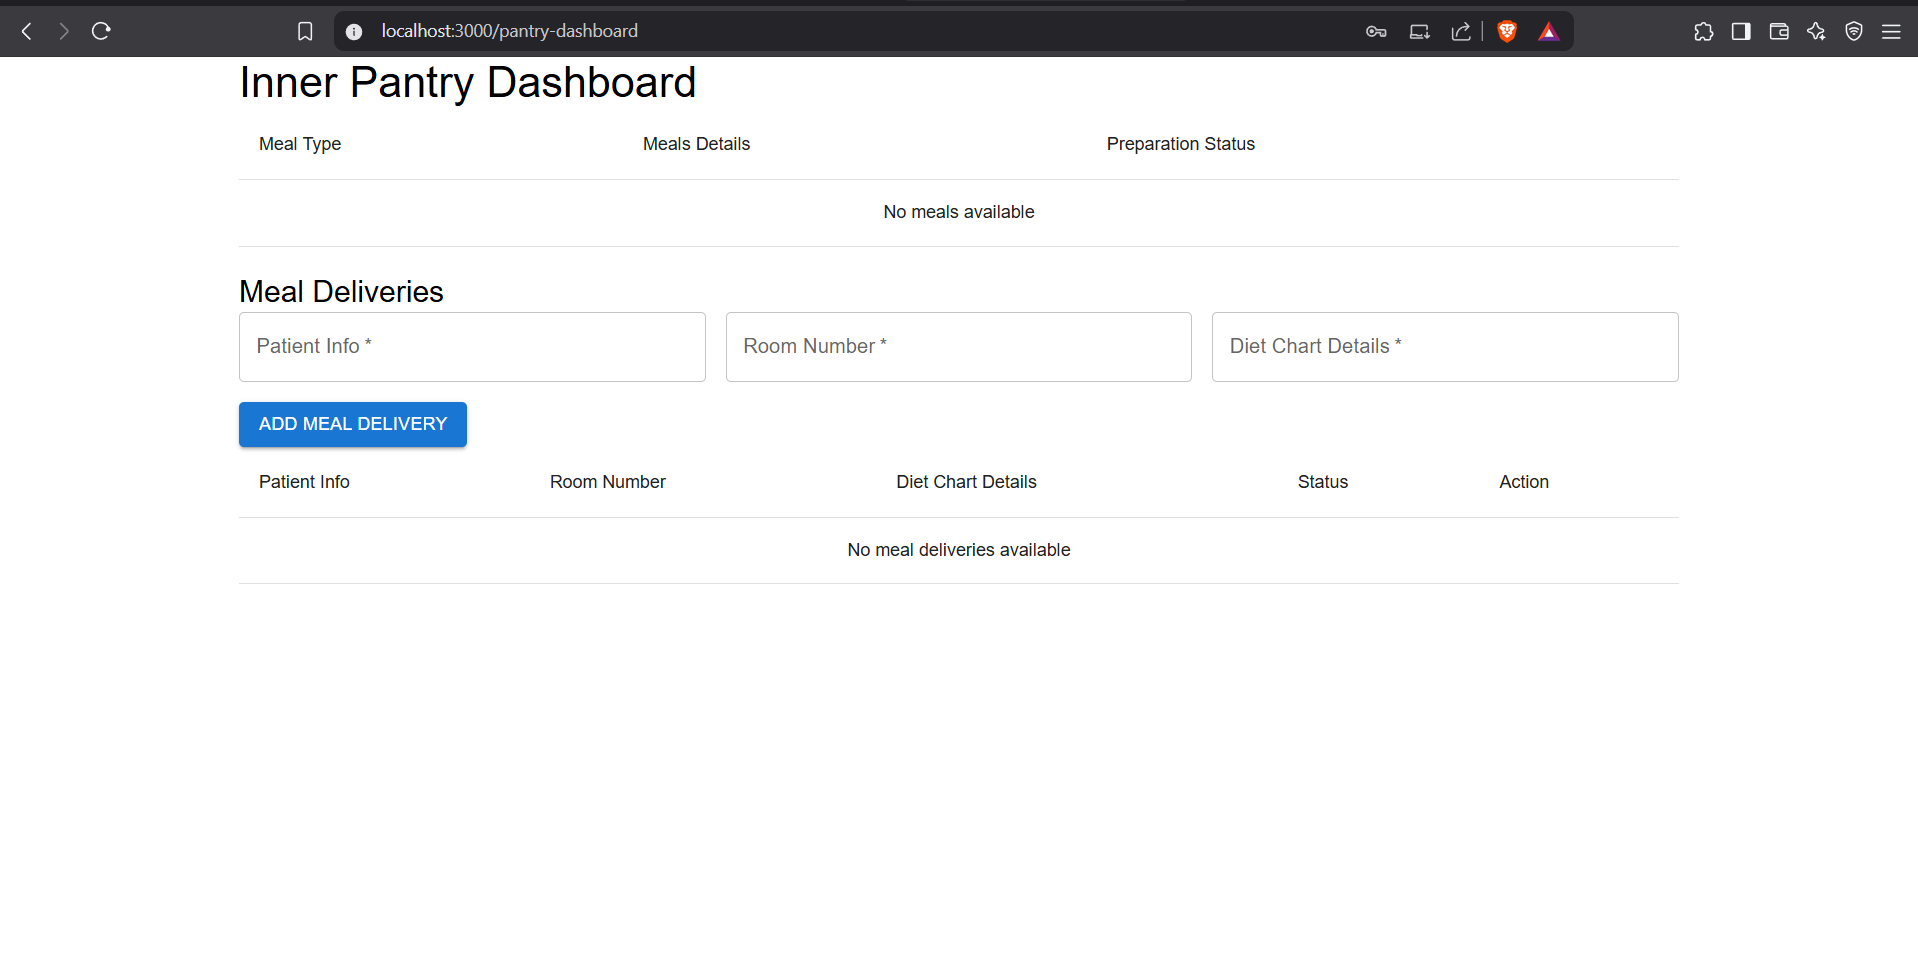 localhost:3000/pantry-dashboard
Inner Pantry Dashboard
Meal Type Meals Details Preparation Status
No meals available
Meal Deliveries
Patient Info * Room Number * Diet Chart Details *
ADD MEAL DELIVERY
Patient Info Room Number Diet Chart Details Status Action
No meal deliveries available